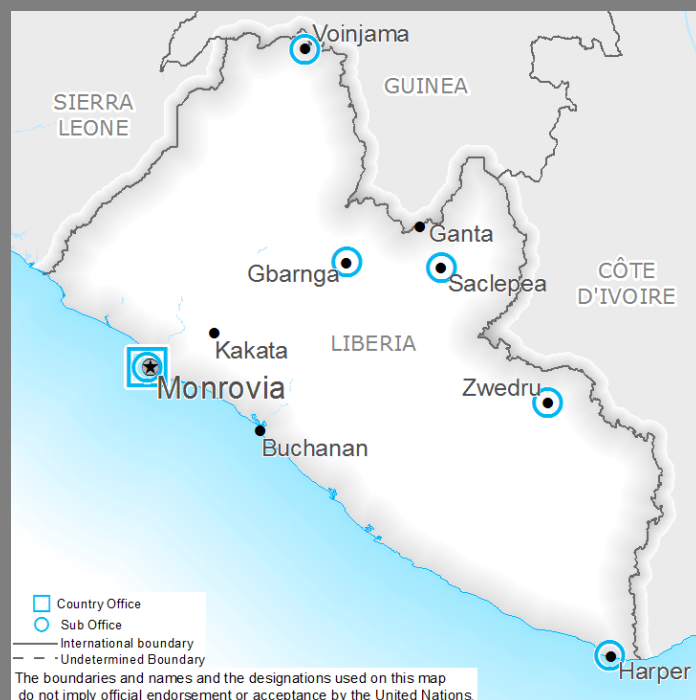 Voinjama
GUINEA
SIERRA
LEONE
Ganta
Gbarnga
Saclepea
CÔTE
D'IVOIRE
LIBERIA
Kakata
Monrovia
Zwedru
Buchanan
Country Office
Sub Office
International boundary
Undetermined Boundary
Harper
The boundaries and names and the designations used on this map
do not imply official endorsement or acceptance by the United Nations.